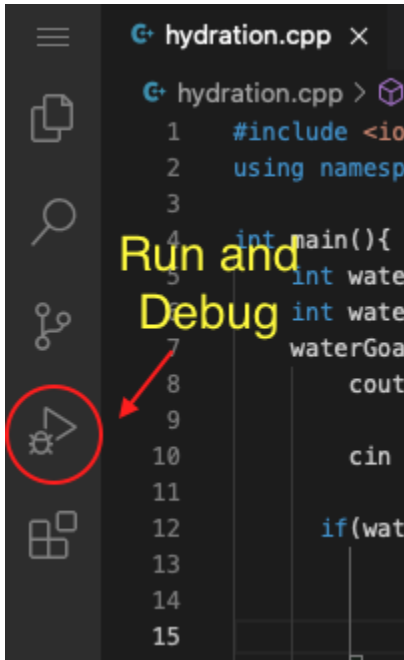 hydration.cpp ×
hydration.cpp >
1 #include <io
2 using namesp
3
4 int main(){
Run and
5 int wate
6 int wate
Debug
7 waterGoa
8 cout
9
10 cin
11
12 if(wat
13
14
15